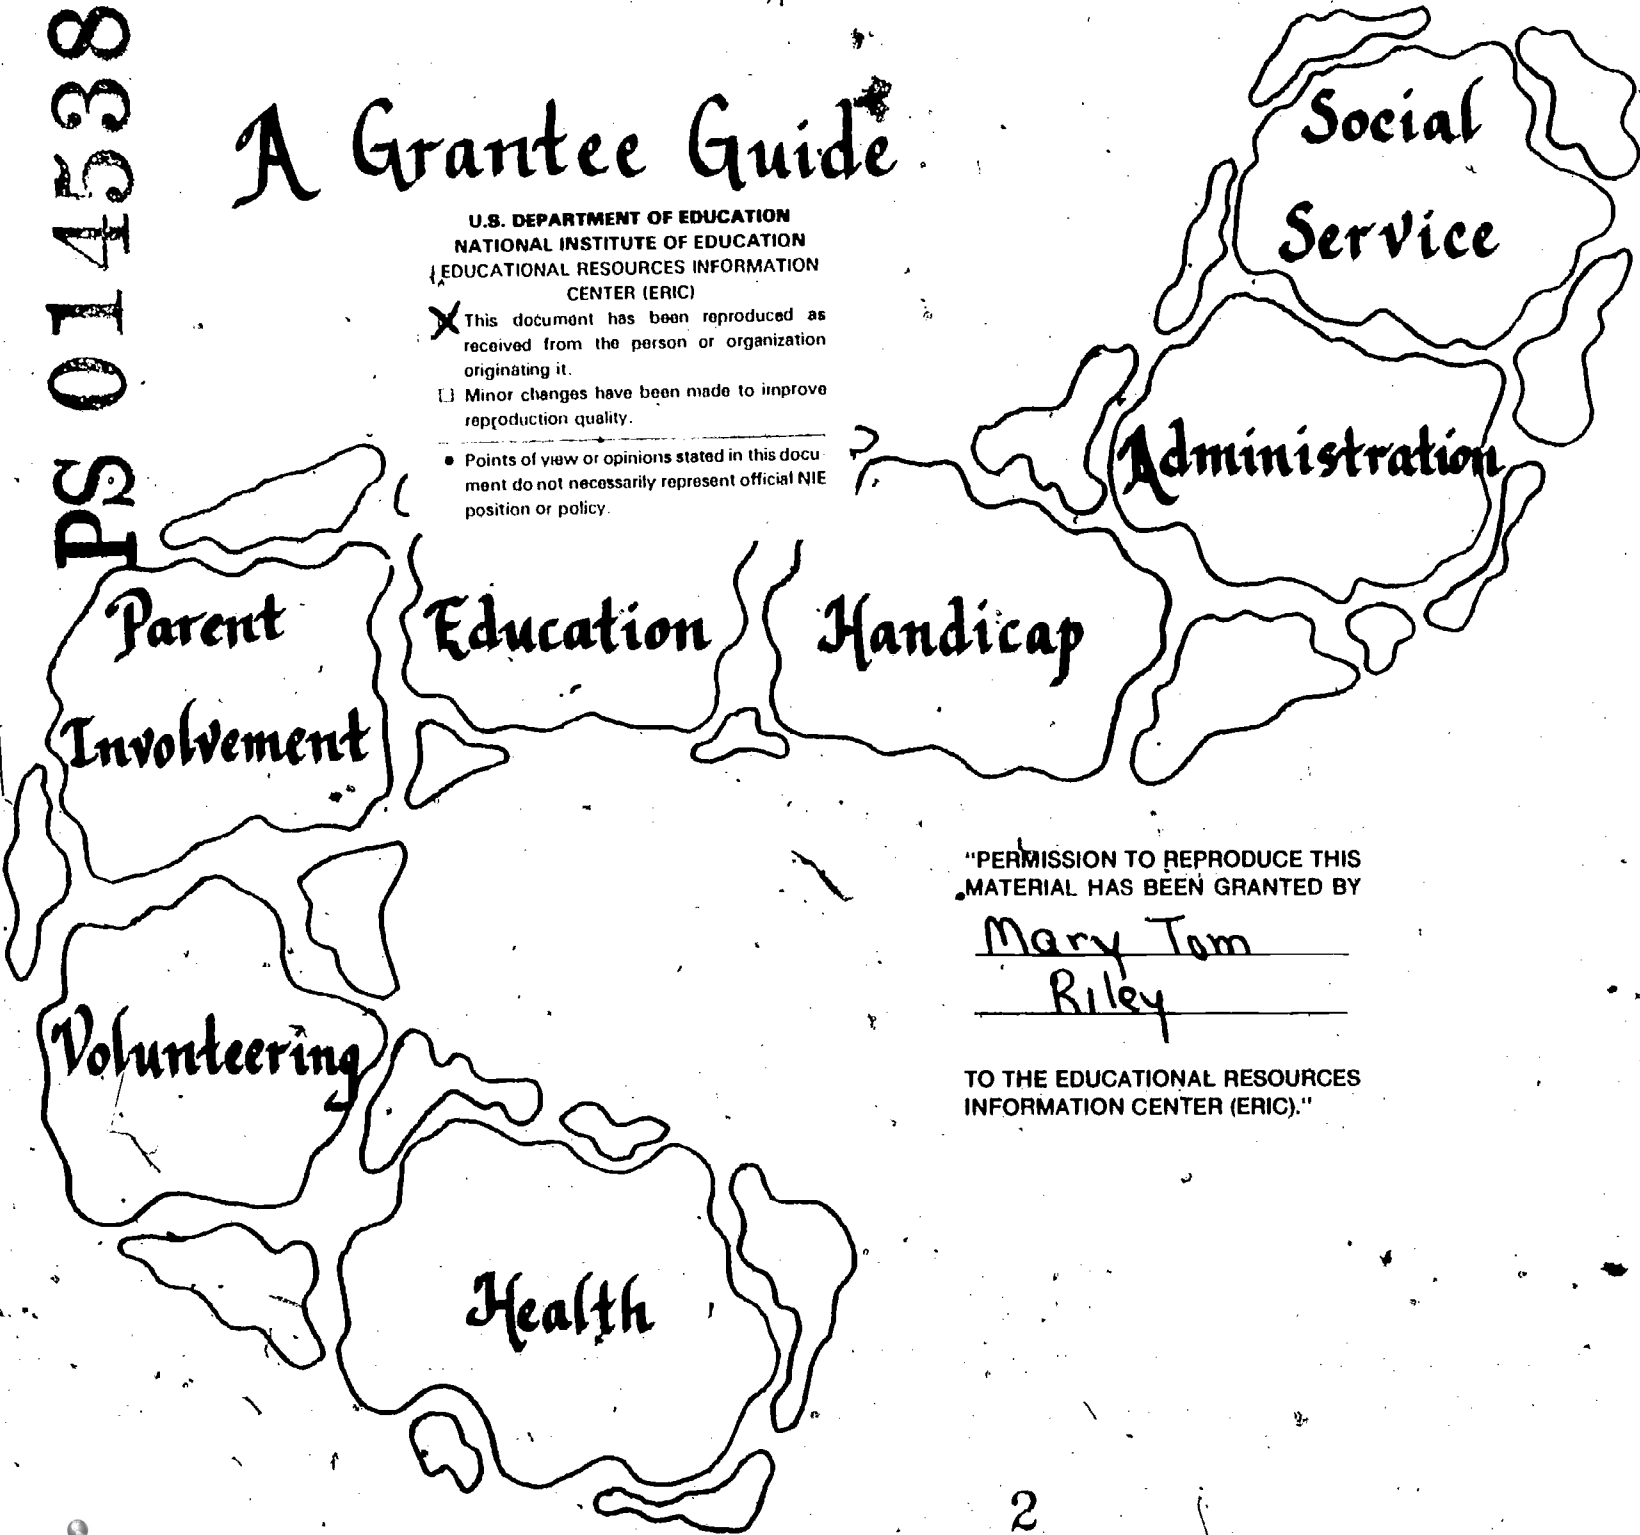 PS 014538
A Grantee Guide
U.S. DEPARTMENT OF EDUCATION
NATIONAL INSTITUTE OF EDUCATION
EDUCATIONAL RESOURCES INFORMATION
CENTER (ERIC)
This document has been reproduced as
received from the person or organization
originating it.
Minor changes have been made to improve
reproduction quality.
• Points of view or opinions stated in this docu
ment do not necessarily represent official NIE
position or policy.
Social
Service
Administration
Handicap
Education
Parent
Involvement
Volunteering
Health
"PERMISSION TO REPRODUCE THIS
MATERIAL HAS BEEN GRANTED BY
Mary Tom
Riley
TO THE EDUCATIONAL RESOURCES
INFORMATION CENTER (ERIC)."
2